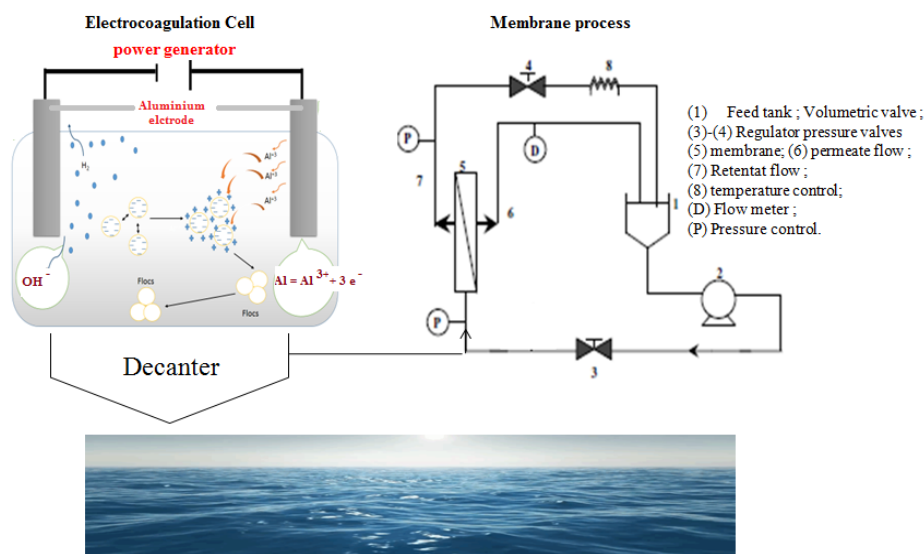 Electrocoagulation Cell
power generator
Aluminium
elctrode
H2
Al+3
Al+3
Al+3
OH-
Al = Al 3+ + 3 e-
Flocs
Flocs
Decanter
Membrane process
4
8
P
D
5
7
6
1
2
P
3
(1) Feed tank ; Volumetric valve ;
(3)-(4) Regulator pressure valves
(5) membrane; (6) permeate flow ;
(7) Retentat flow ;
(8) temperature control;
(D) Flow meter ;
(P) Pressure control.